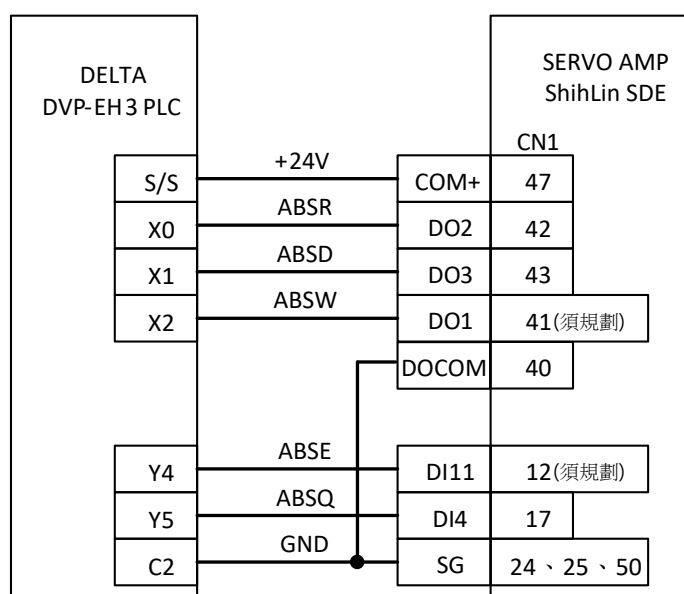 DELTA
DVP-EH3 PLC
SERVO AMP
ShihLin SDE
CN1
S/S +24V COM+ 47
X0 ABSR DO2 42
X1 ABSD DO3 43
X2 ABSW DO1 41(須規劃)
DOCOM 40
Y4 ABSE DI11 12(須規劃)
Y5 ABSQ DI4 17
C2 GND SG 24、25、50